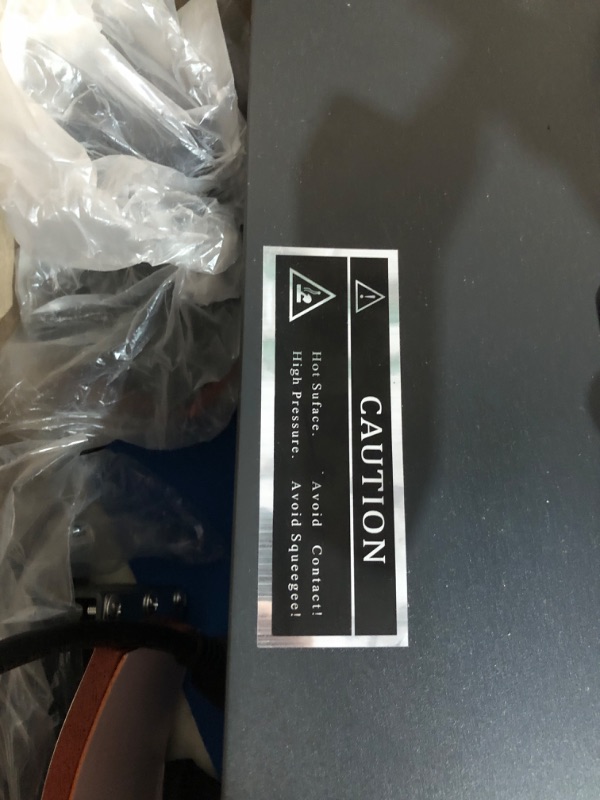 CAUTION
Hot Suface. Avoid Contact!
High Pressure. Avoid Squeegee!